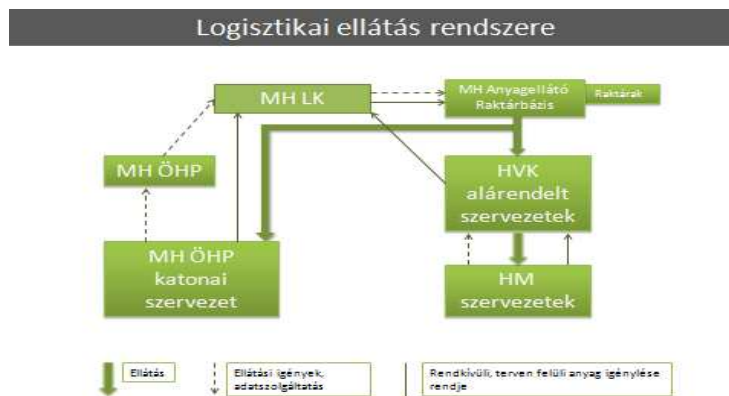 Logisztikai ellátás rendszere
MH LK
MH Anyagellátó
Raktárbázis
Raktárak
MH ÖHP
HVK
alárendelt
szervezetek
MH ÖHP
katonai
szervezet
HM
szervezetek
Ellátás
Ellátási igények,
adatszolgáltatás
Rendkívüli, terven felüli anyag igénylése
rendje